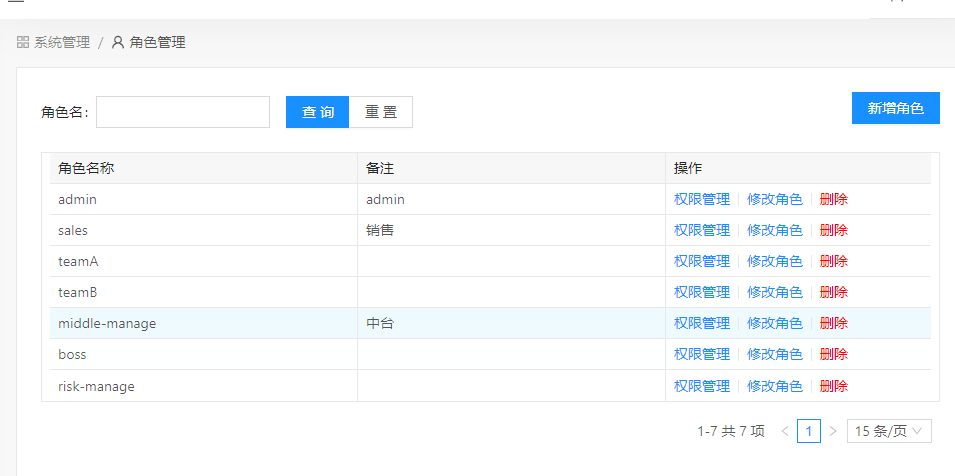 系统管理 / 角色管理
角色名: 查 询 重 置 新增角色
角色名称 备注 操作
admin admin 权限管理 修改角色 删除
sales 销售 权限管理 修改角色 删除
teamA 权限管理 修改角色 删除
teamB 权限管理 修改角色 删除
middle-manage 中台 权限管理 修改角色 删除
boss 权限管理 修改角色 删除
risk-manage 权限管理 修改角色 删除
1-7 共 7 项 < 1 > 15 条/页